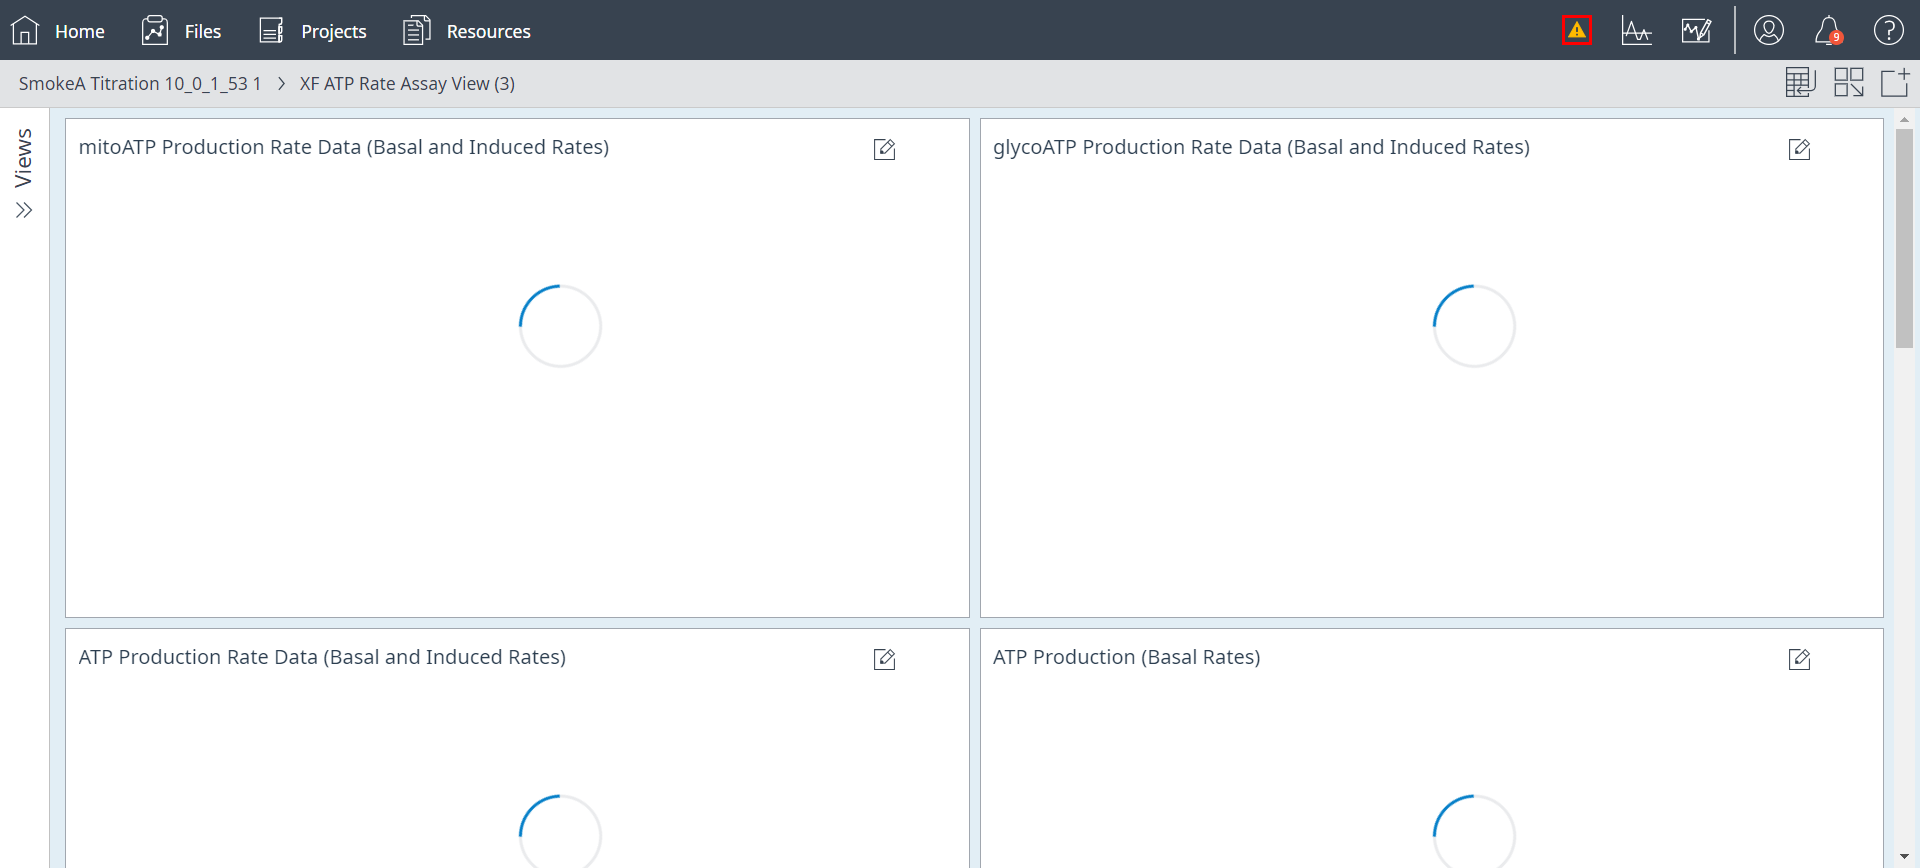 Home
Files
Projects
Resources
9
?
SmokeA Titration 10_0_1_53 1 > XF ATP Rate Assay View (3)
Views
mitoATP Production Rate Data (Basal and Induced Rates)
glycoATP Production Rate Data (Basal and Induced Rates)
ATP Production Rate Data (Basal and Induced Rates)
ATP Production (Basal Rates)